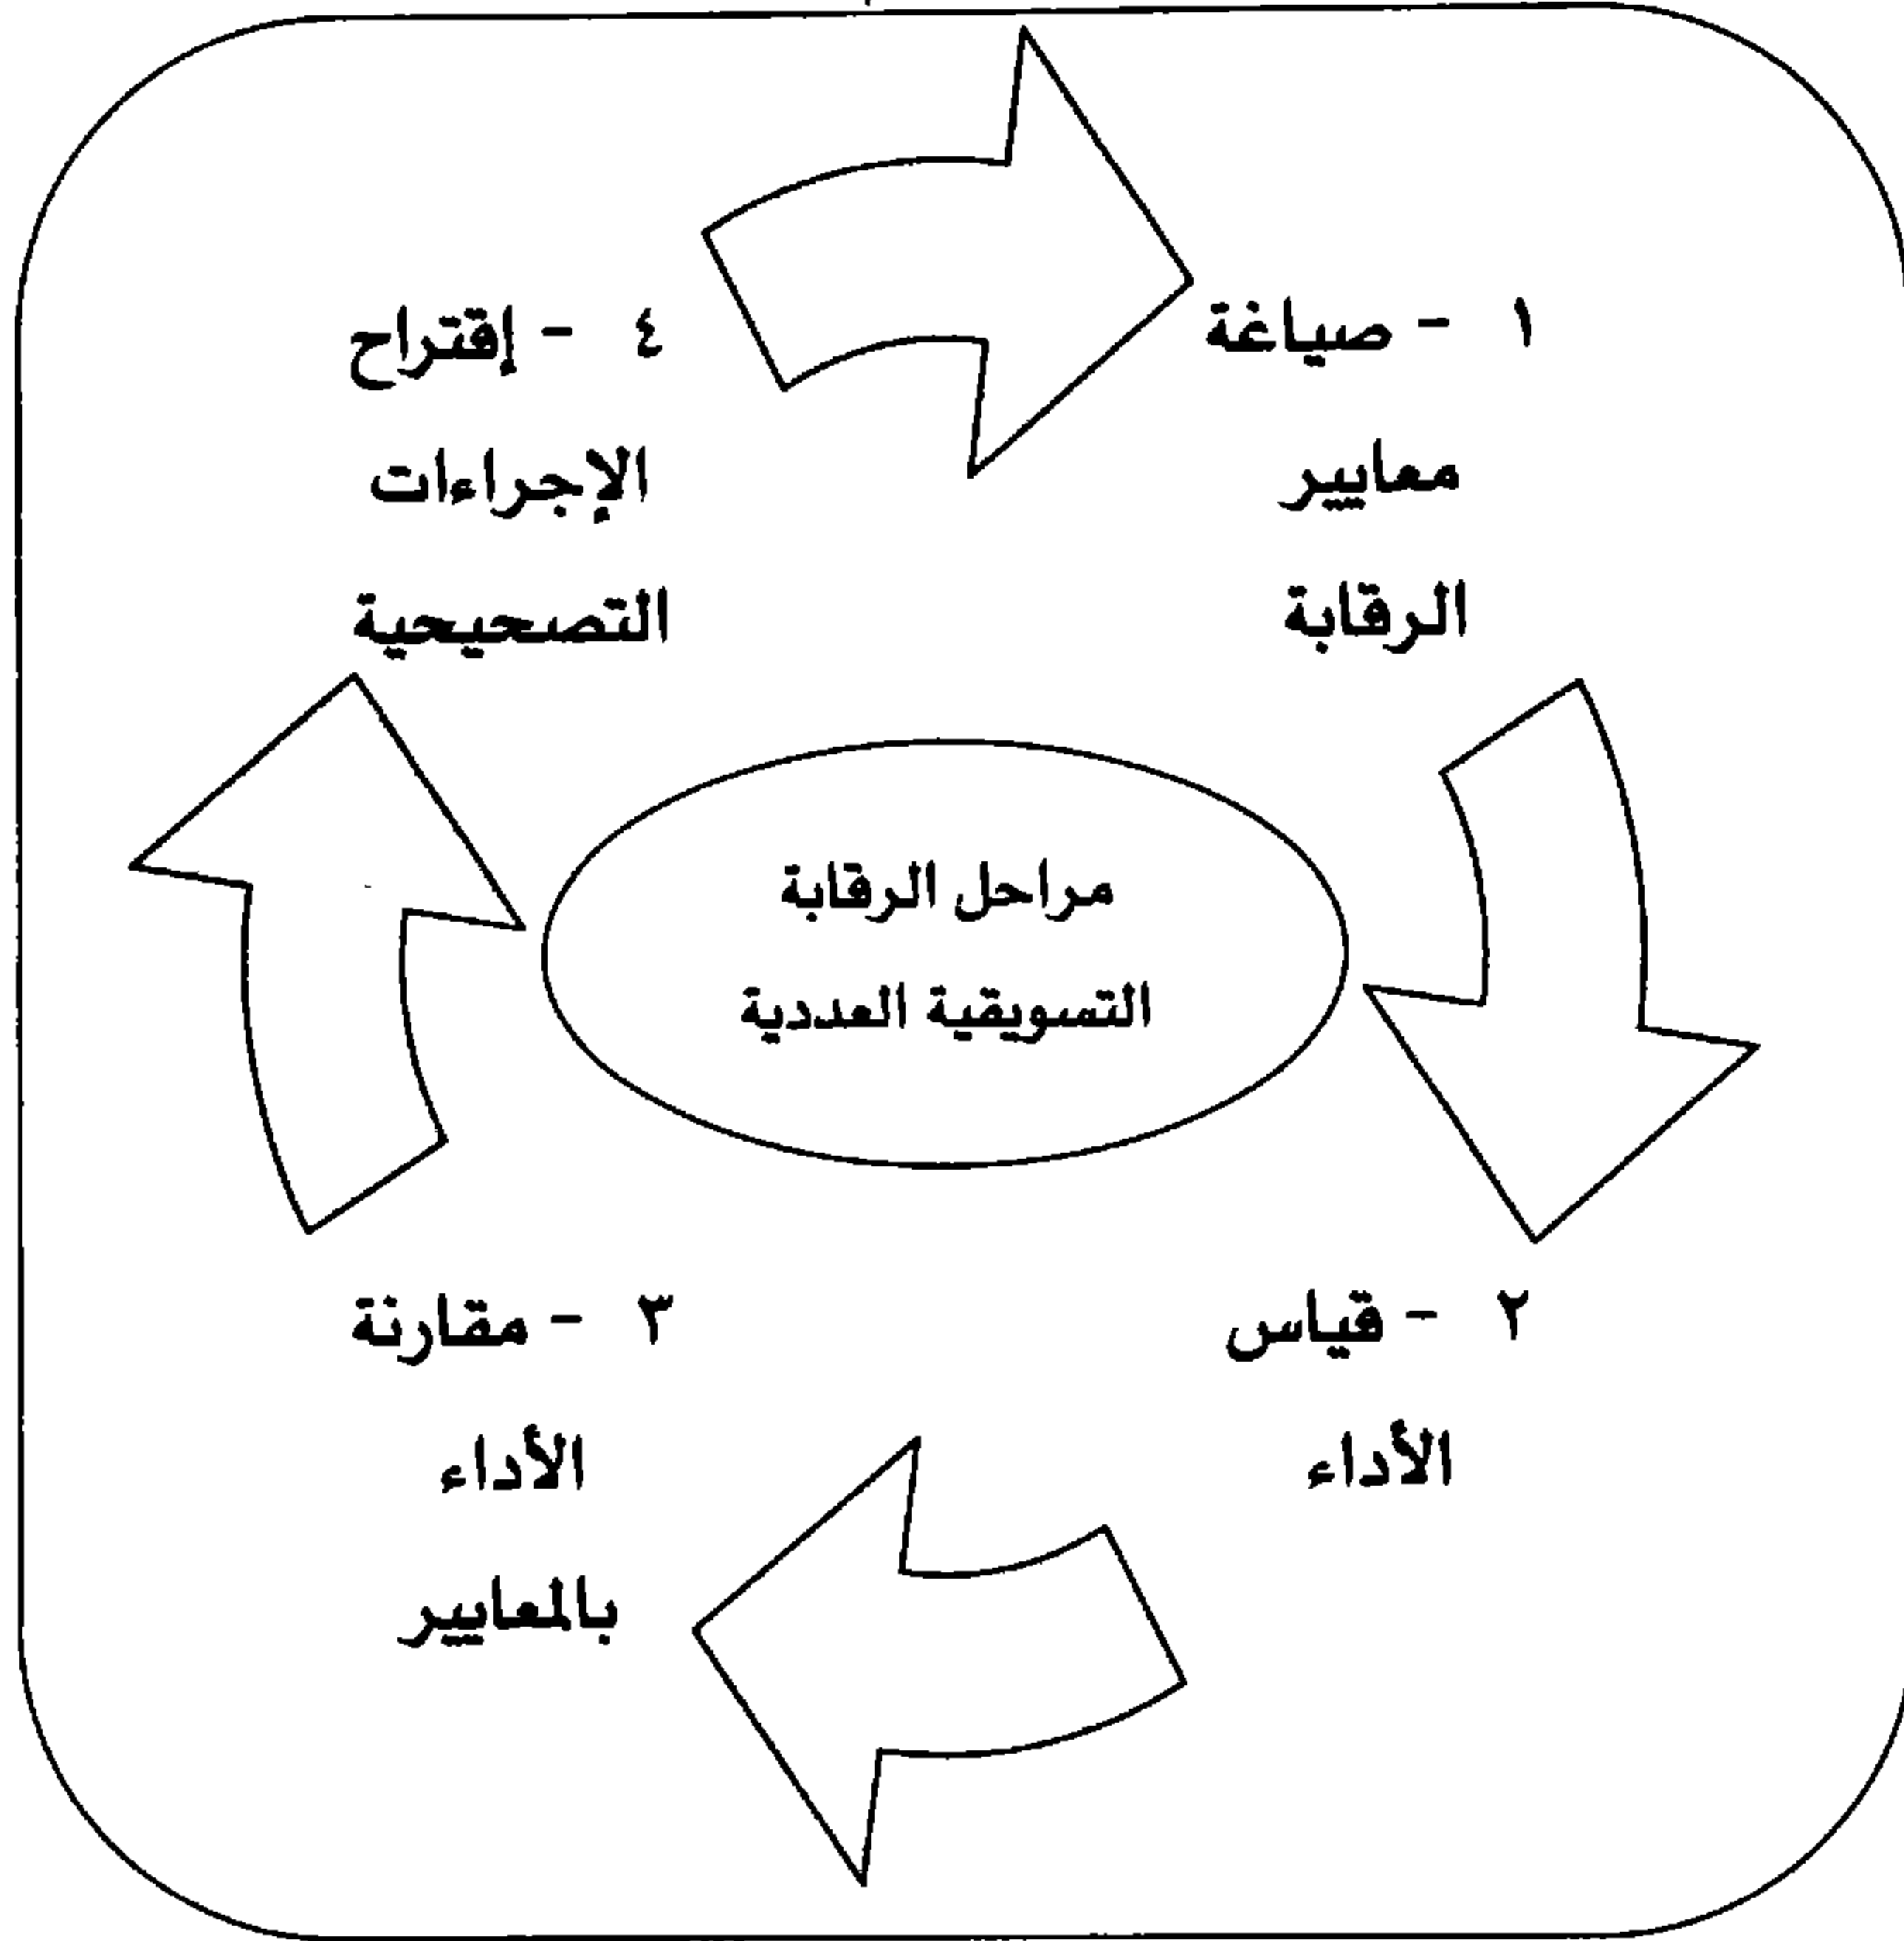 ١ - صياغة
معايير
الرقابة
٤ - إقتراح
الإجراءات
التصحيحية
مراحل الرقابة
التسويقية العددية
٢ - قياس
الأداء
٣ - مقارنة
الأداء
بالمعايير